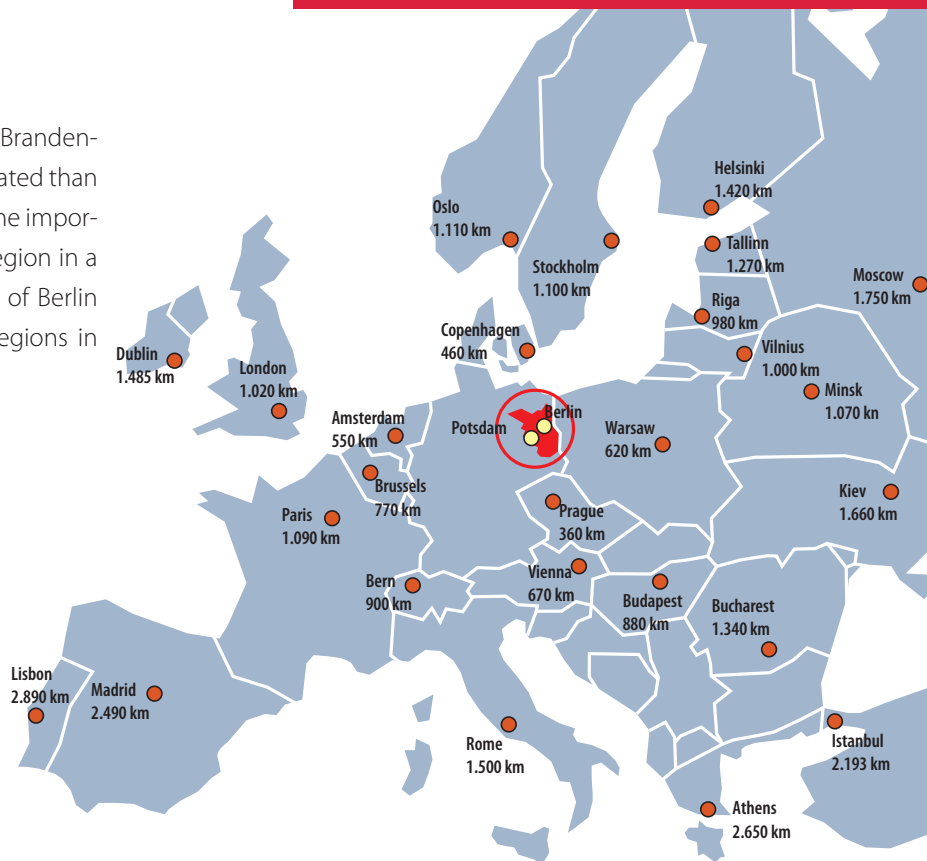 Branden-
ated than
he impor-
egion in a
of Berlin
egions in
Helsinki
1.420 km
Oslo
1.110 km
Tallinn
1.270 km
Stockholm
1.100 km
Moscow
1.750 km
Riga
980 km
Copenhagen
460 km
Vilnius
1.000 km
Dublin
1.485 km
London
1.020 km
Minsk
1.070 kn
Amsterdam
550 km
Potsdam
Berlin
Warsaw
620 km
Brussels
770 km
Kiev
1.660 km
Paris
1.090 km
Prague
360 km
Bern
900 km
Vienna
670 km
Budapest
880 km
Bucharest
1.340 km
Lisbon
2.890 km
Madrid
2.490 km
Rome
1.500 km
Istanbul
2.193 km
Athens
2.650 km